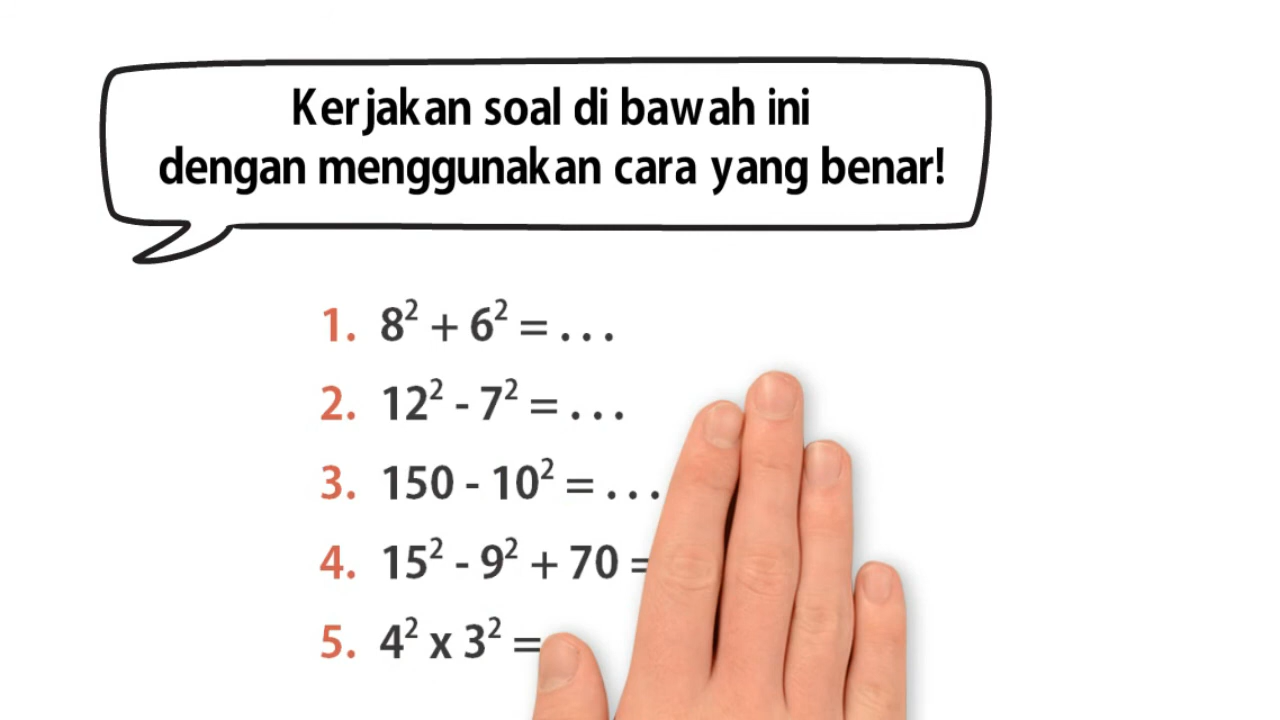 Kerjakan soal di bawah ini
dengan menggunakan cara yang benar!
1. 8² + 6² = . . .
2. 12² - 7² = . . .
3. 150 - 10² = . . .
4. 15² - 9² + 70 =
5. 4² x 3² =